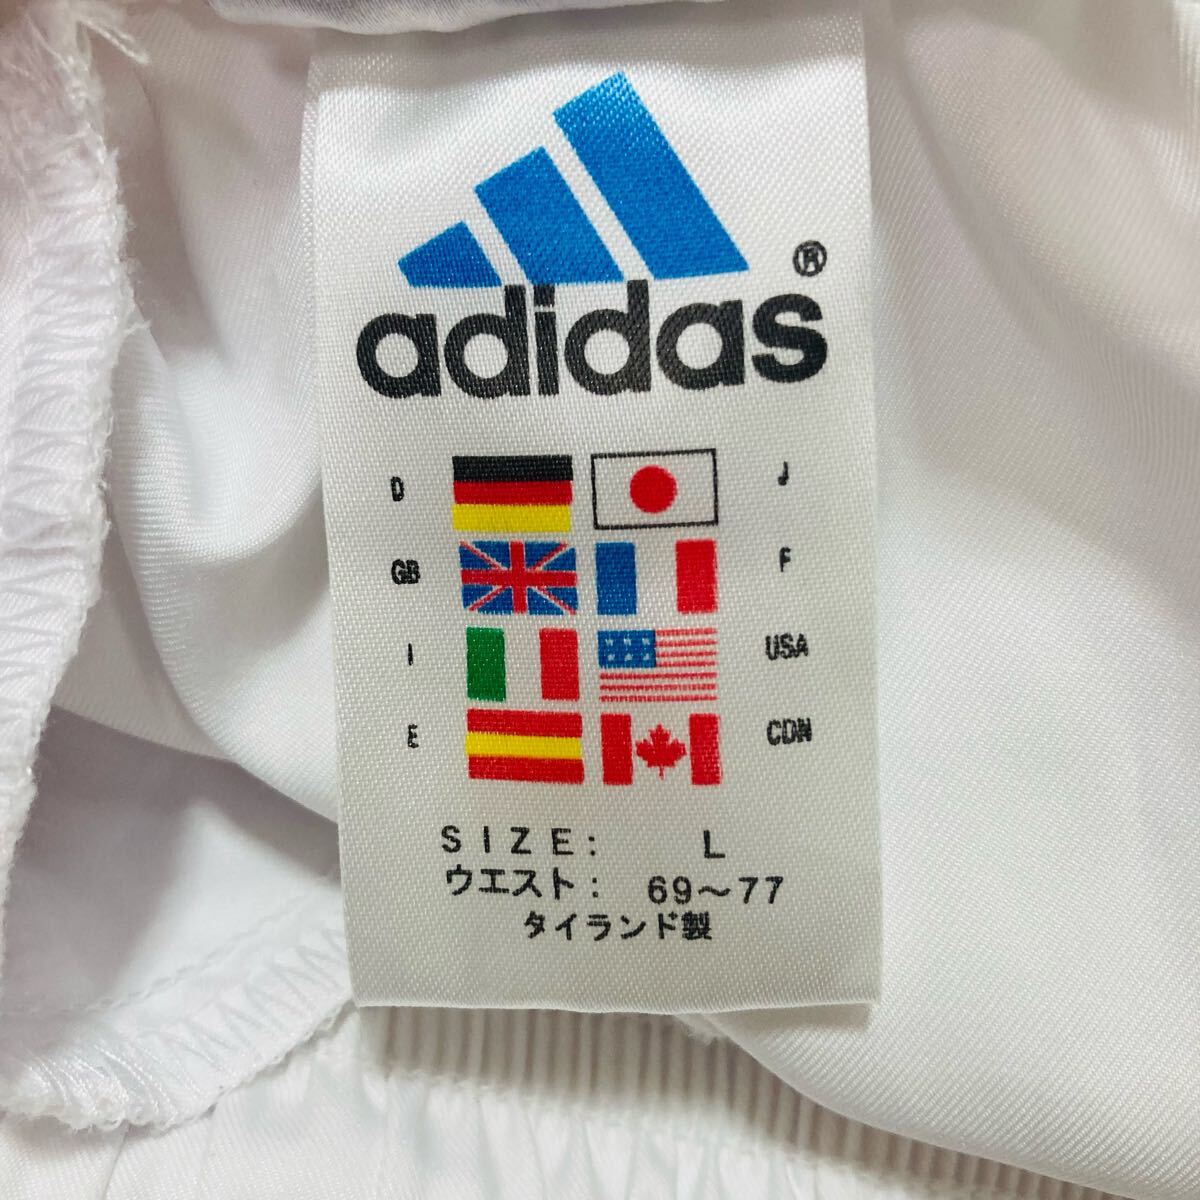 adidas®
D J
GB F
I USA
E CDN
SIZE: L
ウエスト: 69〜77
タイランド製